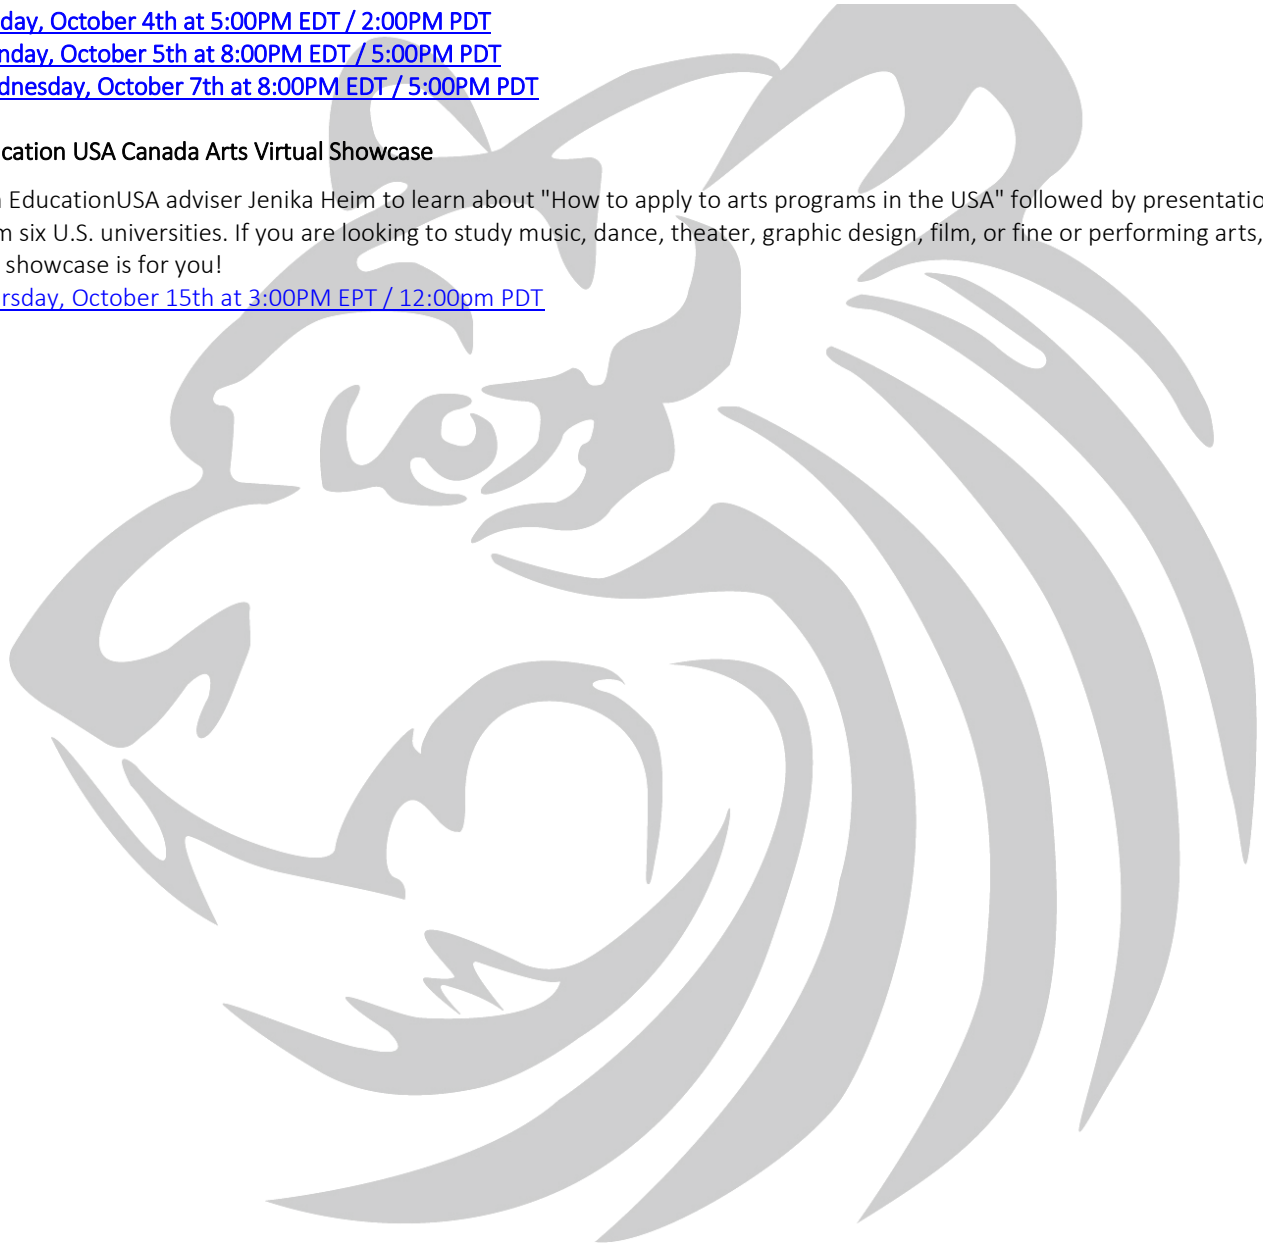 day, October 4th at 5:00PM EDT / 2:00PM PDT
nday, October 5th at 8:00PM EDT / 5:00PM PDT
dnesday, October 7th at 8:00PM EDT / 5:00PM PDT
cation USA Canada Arts Virtual Showcase
EducationUSA adviser Jenika Heim to learn about "How to apply to arts programs in the USA" followed by presentatio
m six U.S. universities. If you are looking to study music, dance, theater, graphic design, film, or fine or performing arts,
showcase is for you!
ursday, October 15th at 3:00PM EPT / 12:00pm PDT